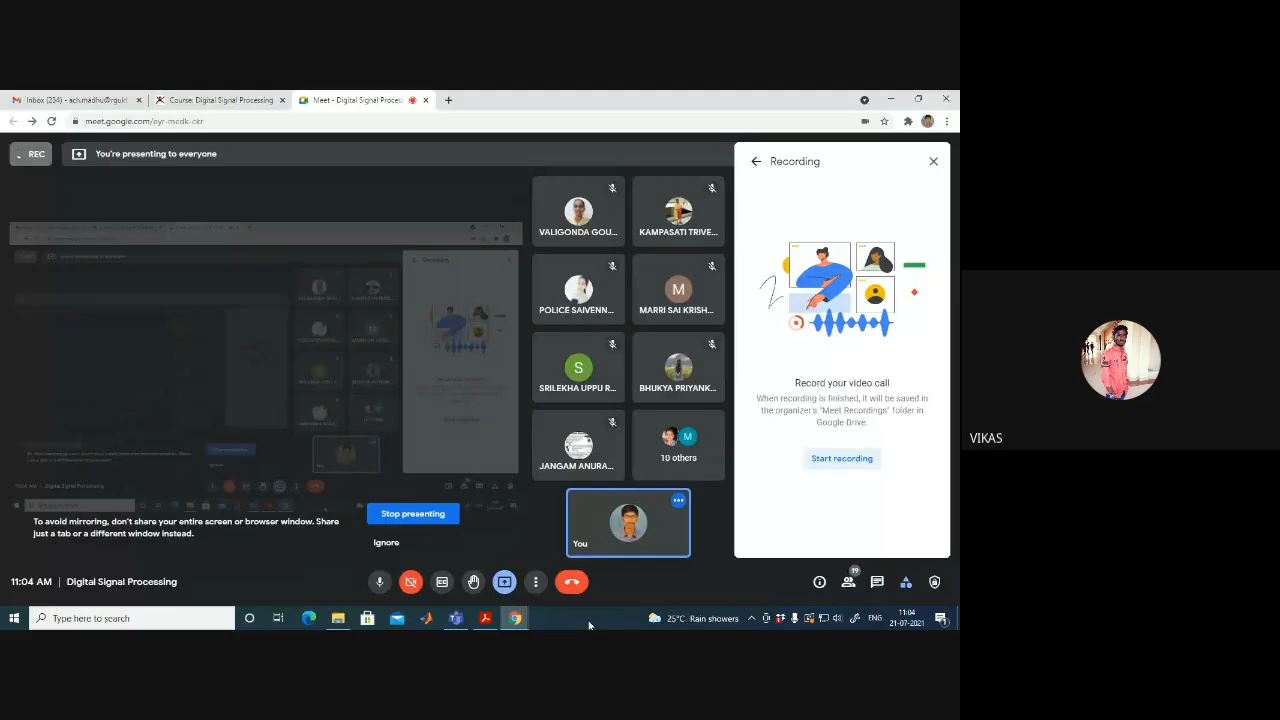 Inbox (234) - ach.madhu@rgukt
Course: Digital Signal Processing
Meet - Digital Signal Process
meet.google.com/eyr-medk-ckr
REC
You're presenting to everyone
Recording
VALIGONDA GOU...
KAMPASATI TRIVE...
POLICE SAIVENN...
M
MARRI SAI KRISH...
S
SRILEKHA UPPU R...
BHUKYA PRIYANK...
JANGAM ANURA...
M
10 others
You
Record your video call
When recording is finished, it will be saved in
the organizer's "Meet Recordings" folder in
Google Drive.
Start recording
To avoid mirroring, don't share your entire screen or browser window. Share
just a tab or a different window instead.
Stop presenting
Ignore
11:04 AM | Digital Signal Processing
19
Type here to search
25°C Rain showers
ENG
11:04
21-07-2021
VIKAS